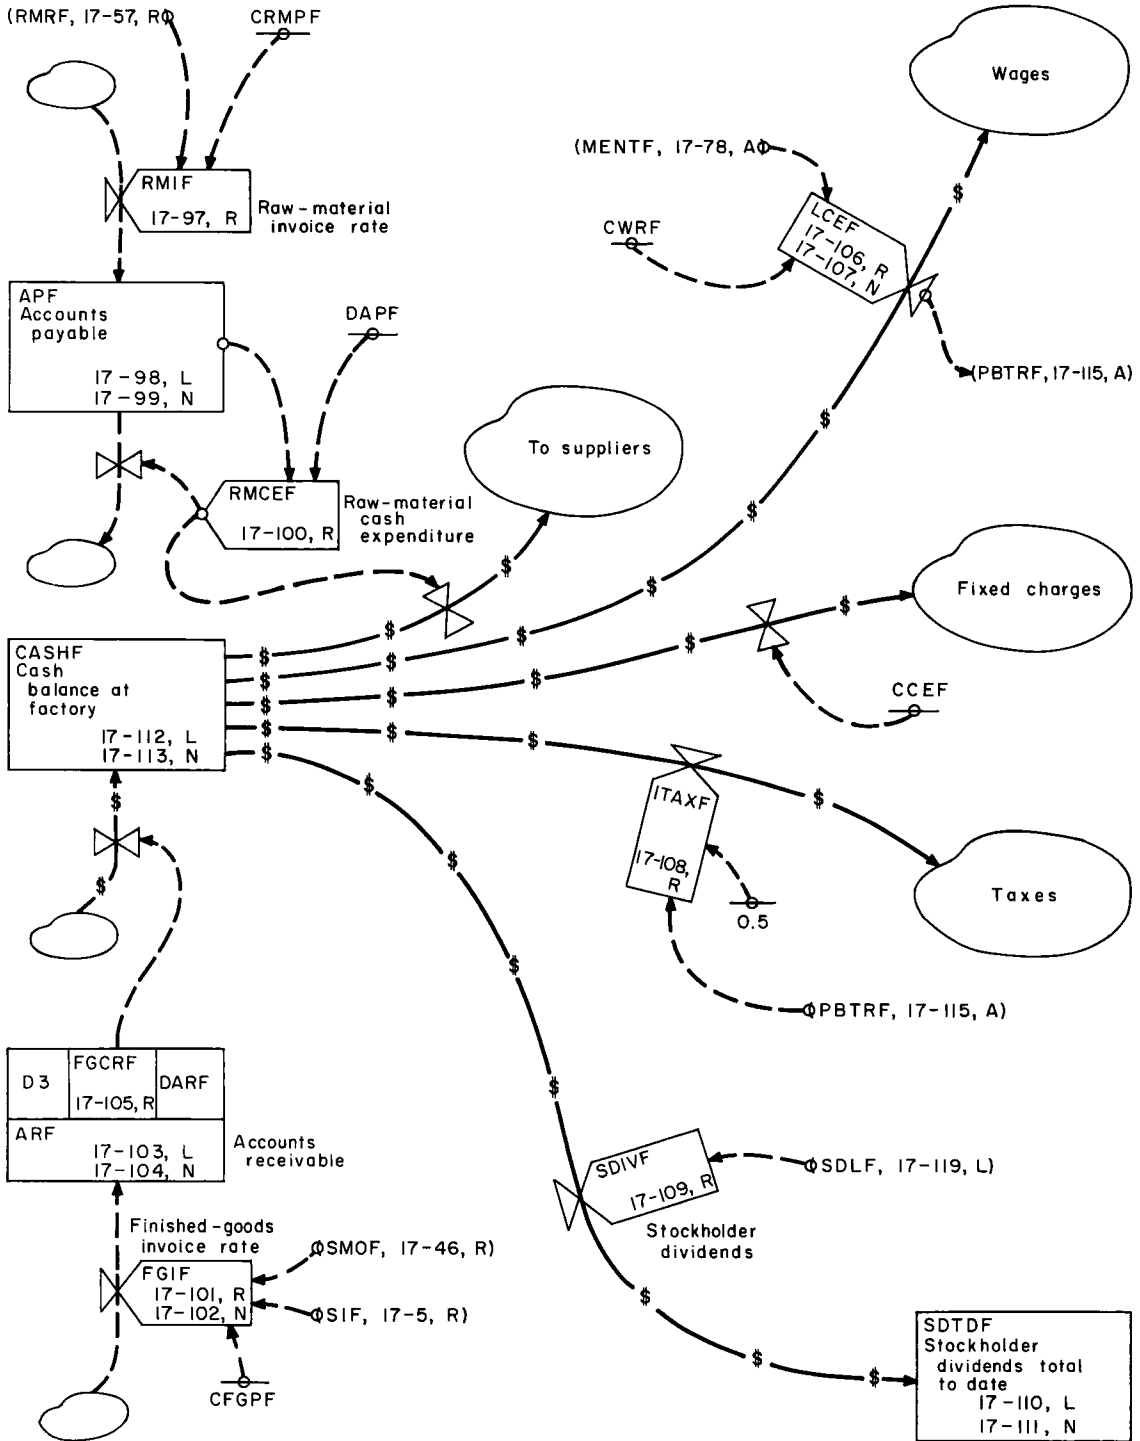 (RMRF, 17-57, R)
CRMPF
Wages
RMIF
17-97, R
Raw-material
invoice rate
(MENTF, 17-78, A)
LCEF
17-106, R
17-107, N
CWRF
(PBTRF, 17-115, A)
APF
Accounts
payable
17-98, L
17-99, N
DAPF
To suppliers
RMCEF
17-100, R
Raw-material
cash
expenditure
Fixed charges
CASHF
Cash
balance at
factory
17-112, L
17-113, N
$ $ $ $ $ $ $ $ $ $ $ $ $ $ $ $ $ $ $ $ $ $ $ $ $ $ $ $ $ $
CCEF
ITAXF
17-108,
R
0.5
Taxes
PBTRF, 17-115, A)
D3
FGCRF
17-105, R
DARF
ARF
17-103, L
17-104, N
Accounts
receivable
SDIVF
17-109, R
SDLF, 17-119, L)
Stockholder
dividends
Finished-goods
invoice rate
FGIF
17-101, R
17-102, N
SMOF, 17-46, R)
SIF, 17-5, R)
CFGPF
SDTDF
Stockholder
dividends total
to date
17-110, L
17-111, N